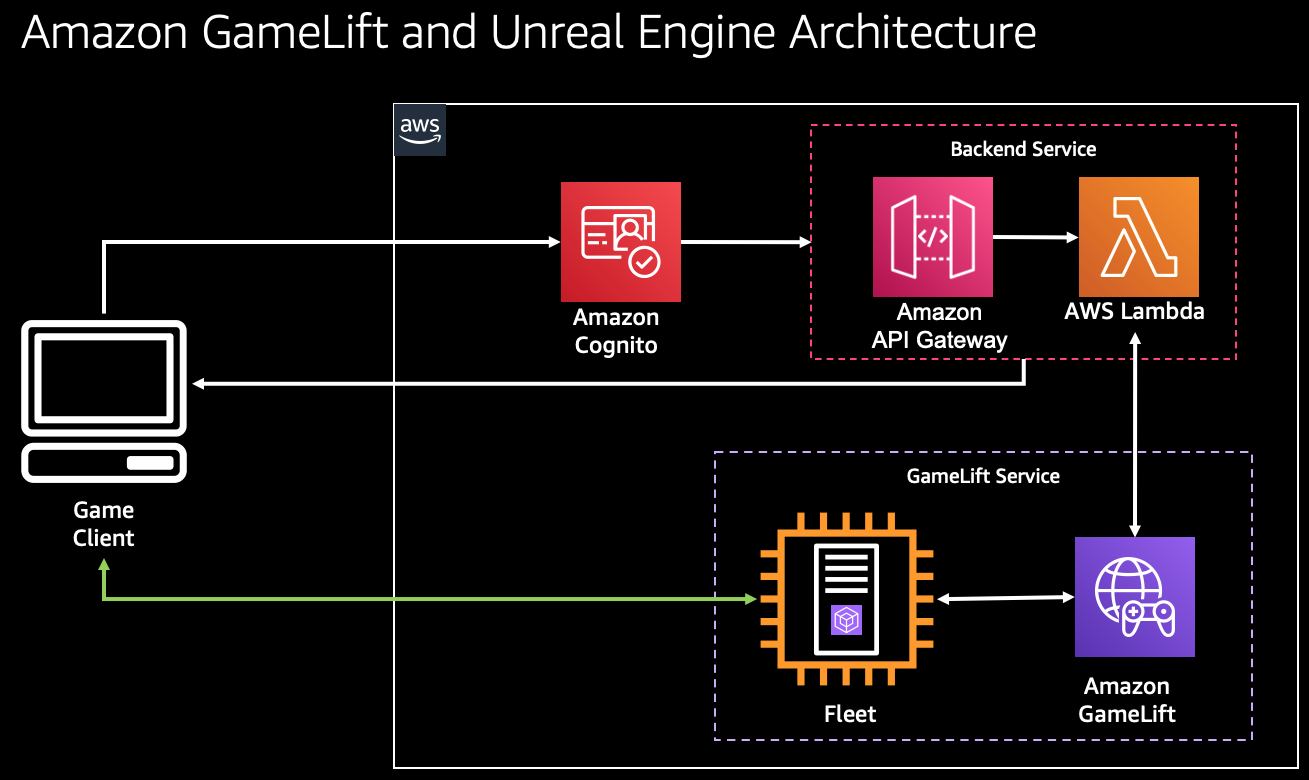 Amazon GameLift and Unreal Engine Architecture
aws
Backend Service
</>
Amazon
Cognito
Amazon
API Gateway
AWS Lambda
Game
Client
GameLift Service
Fleet
Amazon
GameLift